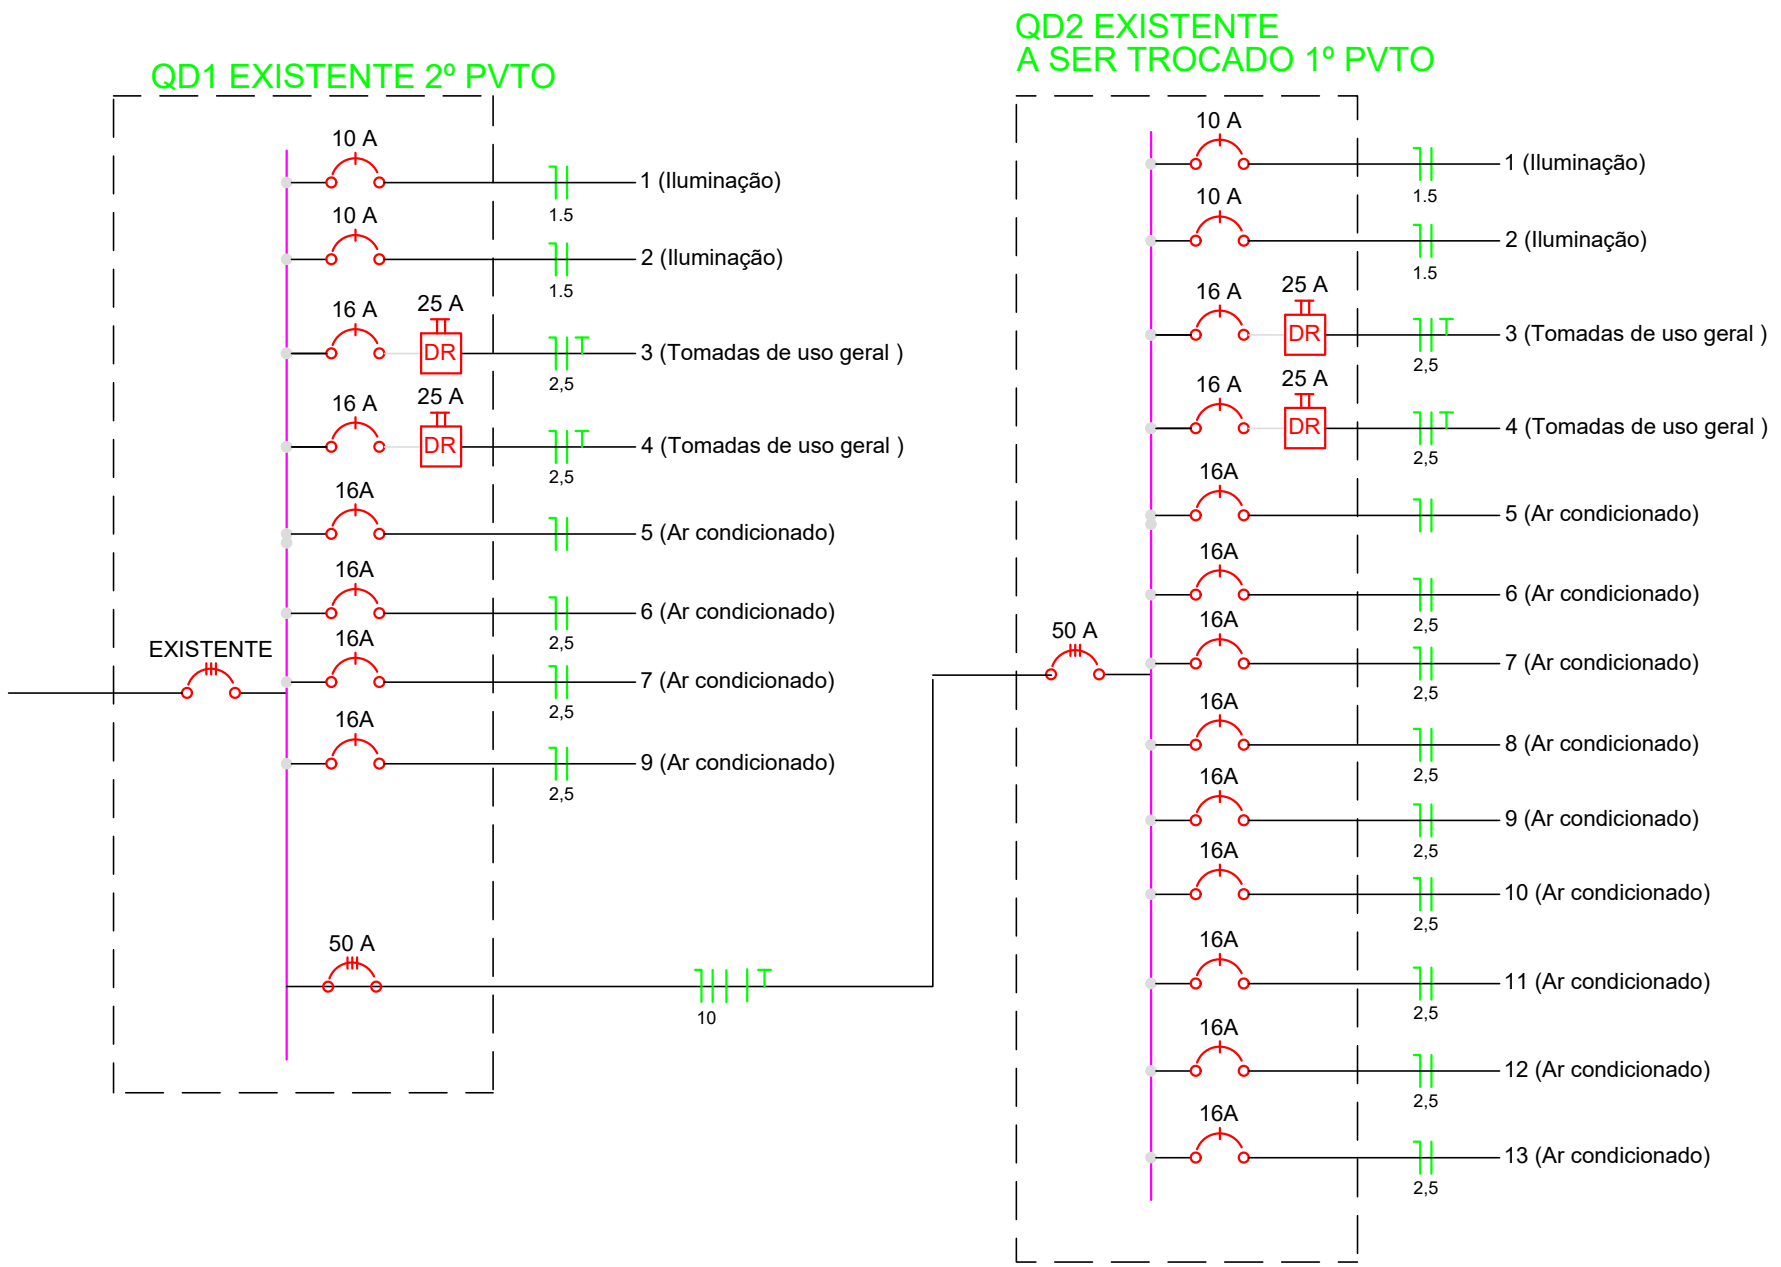 QD1 EXISTENTE 2º PVTO
10 A
1 (Iluminação)
1.5
10 A
2 (Iluminação)
1.5
16 A
25 A
DR
3 (Tomadas de uso geral )
2,5
16 A
25 A
DR
4 (Tomadas de uso geral )
2,5
16A
5 (Ar condicionado)
16A
6 (Ar condicionado)
2,5
EXISTENTE
16A
7 (Ar condicionado)
2,5
16A
9 (Ar condicionado)
2,5
50 A
10
QD2 EXISTENTE
A SER TROCADO 1º PVTO
10 A
1 (Iluminação)
1.5
10 A
2 (Iluminação)
1.5
16 A
25 A
DR
3 (Tomadas de uso geral )
2,5
16 A
25 A
DR
4 (Tomadas de uso geral )
2,5
16A
5 (Ar condicionado)
16A
6 (Ar condicionado)
2,5
50 A
16A
7 (Ar condicionado)
2,5
16A
8 (Ar condicionado)
2,5
16A
9 (Ar condicionado)
2,5
16A
10 (Ar condicionado)
2,5
16A
11 (Ar condicionado)
2,5
16A
12 (Ar condicionado)
2,5
16A
13 (Ar condicionado)
2,5